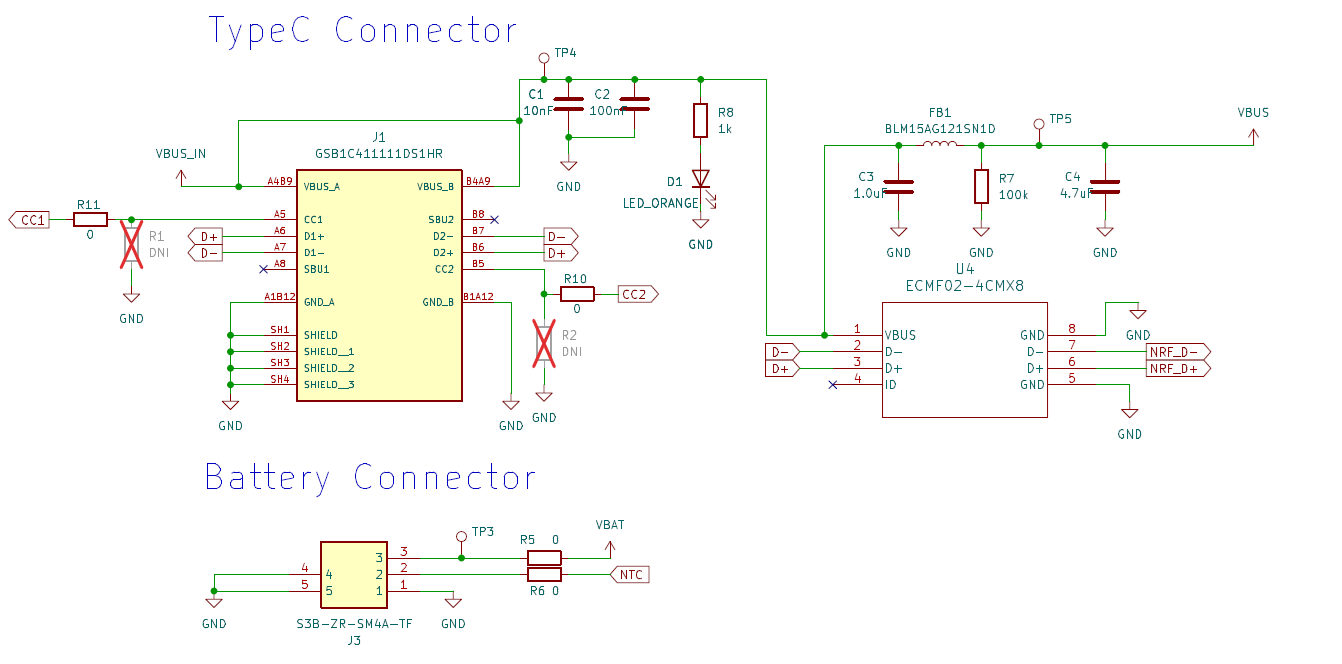 TypeC Connector
TP4
C1
10nF
C2
100nF
R8
1k
D1
LED_ORANGE
GND
GND
FB1
BLM15AG121SN1D
TP5
VBUS
C3
1.0uF
R7
100k
C4
4.7uF
GND
GND
GND
J1
GSB1C411111DS1HR
VBUS_IN
A4B9 VBUS_A VBUS_B B4A9
R11
CC1
0
R1
DNI
GND
A5 CC1 SBU2 B8
D+ A6 D1+ D2- B7 D-
D- A7 D1- D2+ B6 D+
A8 SBU1 CC2 B5
R10
CC2
0
A1B12 GND_A GND_B B1A12
SH1 SHIELD
SH2 SHIELD__1
SH3 SHIELD__2
SH4 SHIELD__3
R2
DNI
GND
GND
GND
U4
ECMF02-4CMX8
1 VBUS GND 8
GND
D- 2 D- D- 7 NRF_D-
D+ 3 D+ D+ 6 NRF_D+
4 ID GND 5
GND
Battery Connector
TP3
R5 0
VBAT
3 3
4 4 2 2
NTC
5 5 1 1
R6 0
GND
S3B-ZR-SM4A-TF
GND
J3